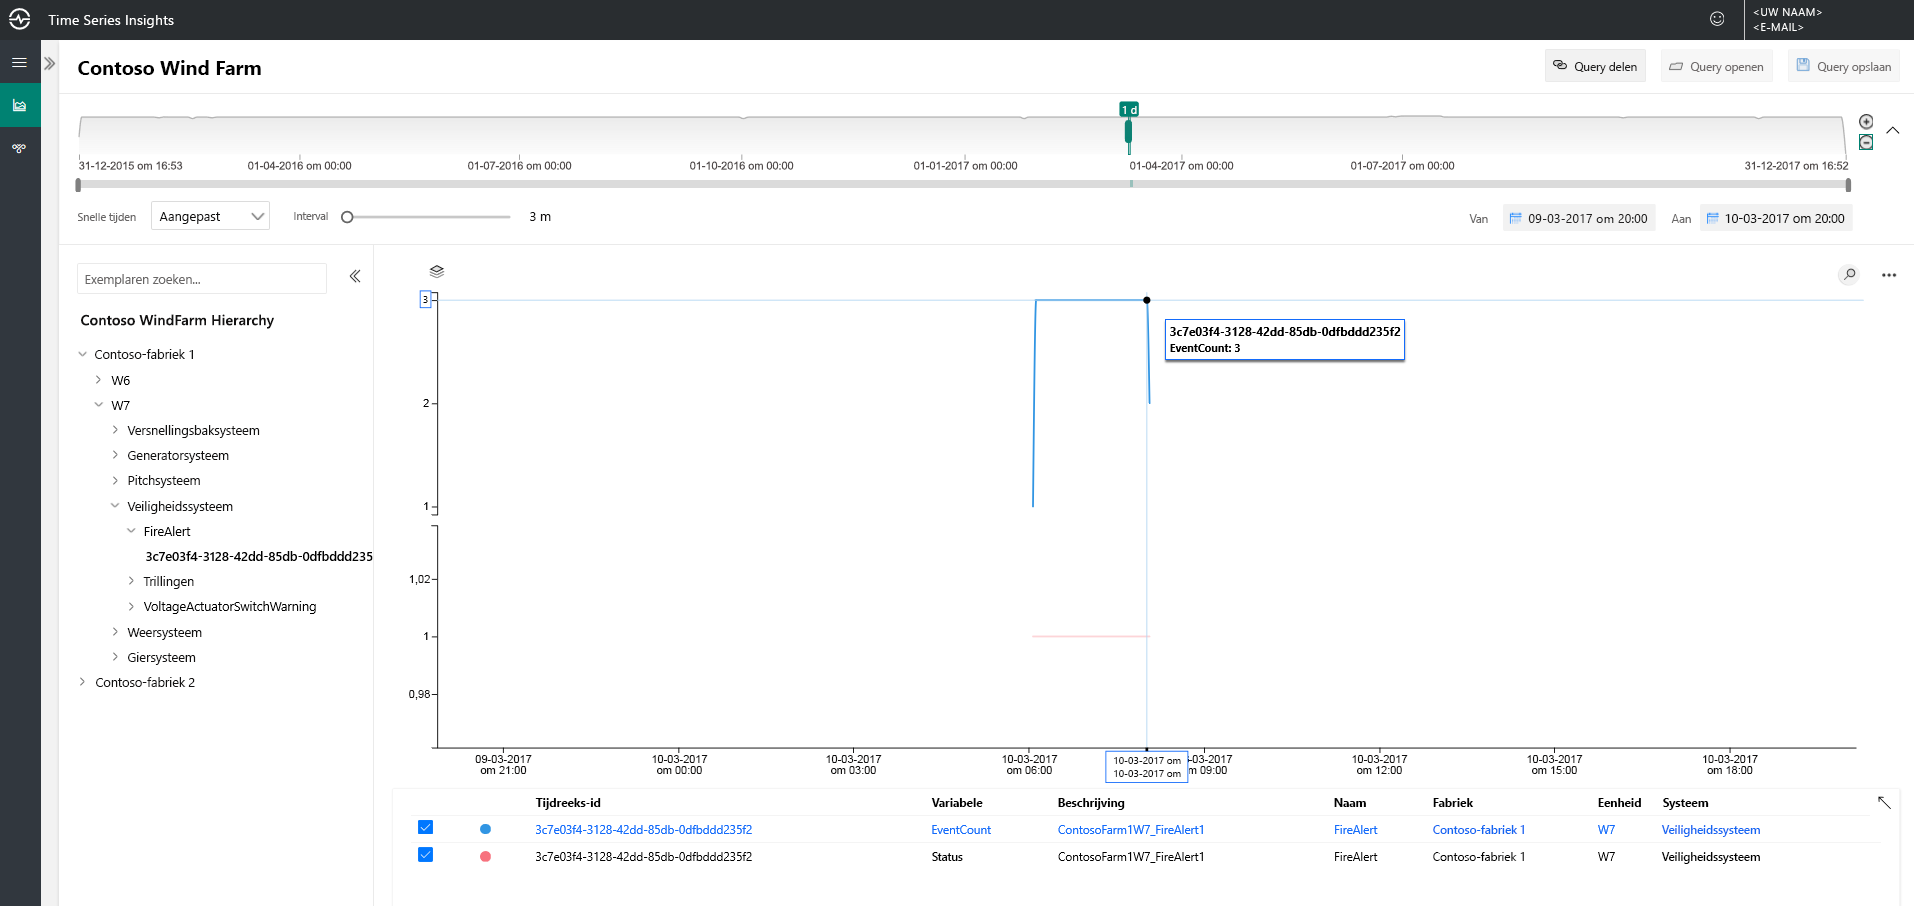 Time Series Insights
<UW NAAM>
<E-MAIL>
Contoso Wind Farm
Query delen
Query openen
Query opslaan
1 d
31-12-2015 om 16:53
01-04-2016 om 00:00
01-07-2016 om 00:00
01-10-2016 om 00:00
01-01-2017 om 00:00
01-04-2017 om 00:00
01-07-2017 om 00:00
31-12-2017 om 16:52
Snelle tijden
Aangepast
Interval
3 m
Van
09-03-2017 om 20:00
Aan
10-03-2017 om 20:00
Exemplaren zoeken...
Contoso WindFarm Hierarchy
Contoso-fabriek 1
W6
W7
Versnellingsbaksysteem
Generatorsysteem
Pitchsysteem
Veiligheidssysteem
FireAlert
3c7e03f4-3128-42dd-85db-0dfbddd235
Trillingen
VoltageActuatorSwitchWarning
Weersysteem
Giersysteem
Contoso-fabriek 2
3
2
1
1,02
1
0,98
3c7e03f4-3128-42dd-85db-0dfbddd235f2
EventCount: 3
09-03-2017
om 21:00
10-03-2017
om 00:00
10-03-2017
om 03:00
10-03-2017
om 06:00
10-03-2017 om
10-03-2017 om
-03-2017
m 09:00
10-03-2017
om 12:00
10-03-2017
om 15:00
10-03-2017
om 18:00
Tijdreeks-id Variabele Beschrijving Naam Fabriek Eenheid Systeem
3c7e03f4-3128-42dd-85db-0dfbddd235f2 EventCount ContosoFarm1W7_FireAlert1 FireAlert Contoso-fabriek 1 W7 Veiligheidssysteem
3c7e03f4-3128-42dd-85db-0dfbddd235f2 Status ContosoFarm1W7_FireAlert1 FireAlert Contoso-fabriek 1 W7 Veiligheidssysteem